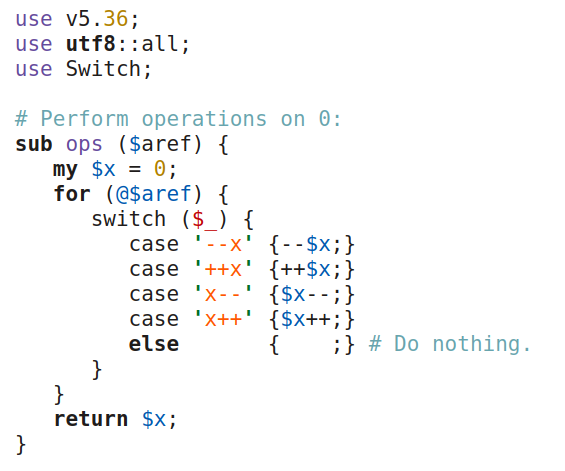 use v5.36;
use utf8::all;
use Switch;

# Perform operations on 0:
sub ops ($aref) {
   my $x = 0;
   for (@$aref) {
      switch ($_) {
         case '--x' {--$x;}
         case '++x' {++$x;}
         case 'x--' {$x--;}
         case 'x++' {$x++;}
         else       {    ;} # Do nothing.
      }
   }
   return $x;
}